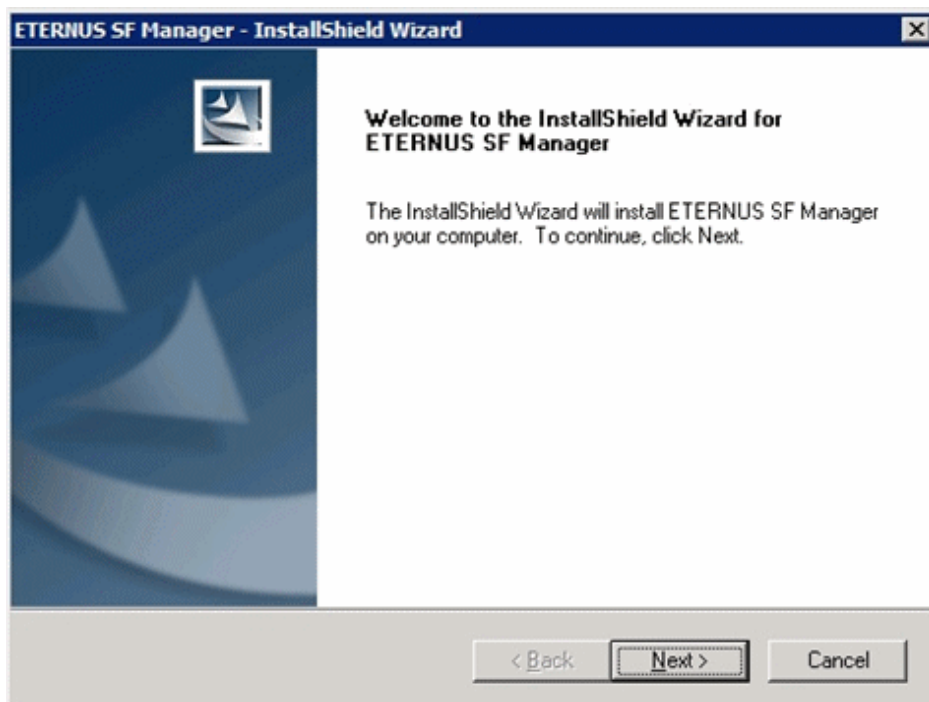 ETERNUS SF Manager - InstallShield Wizard
Welcome to the InstallShield Wizard for
ETERNUS SF Manager
The InstallShield Wizard will install ETERNUS SF Manager
on your computer. To continue, click Next.
< Back
Next >
Cancel